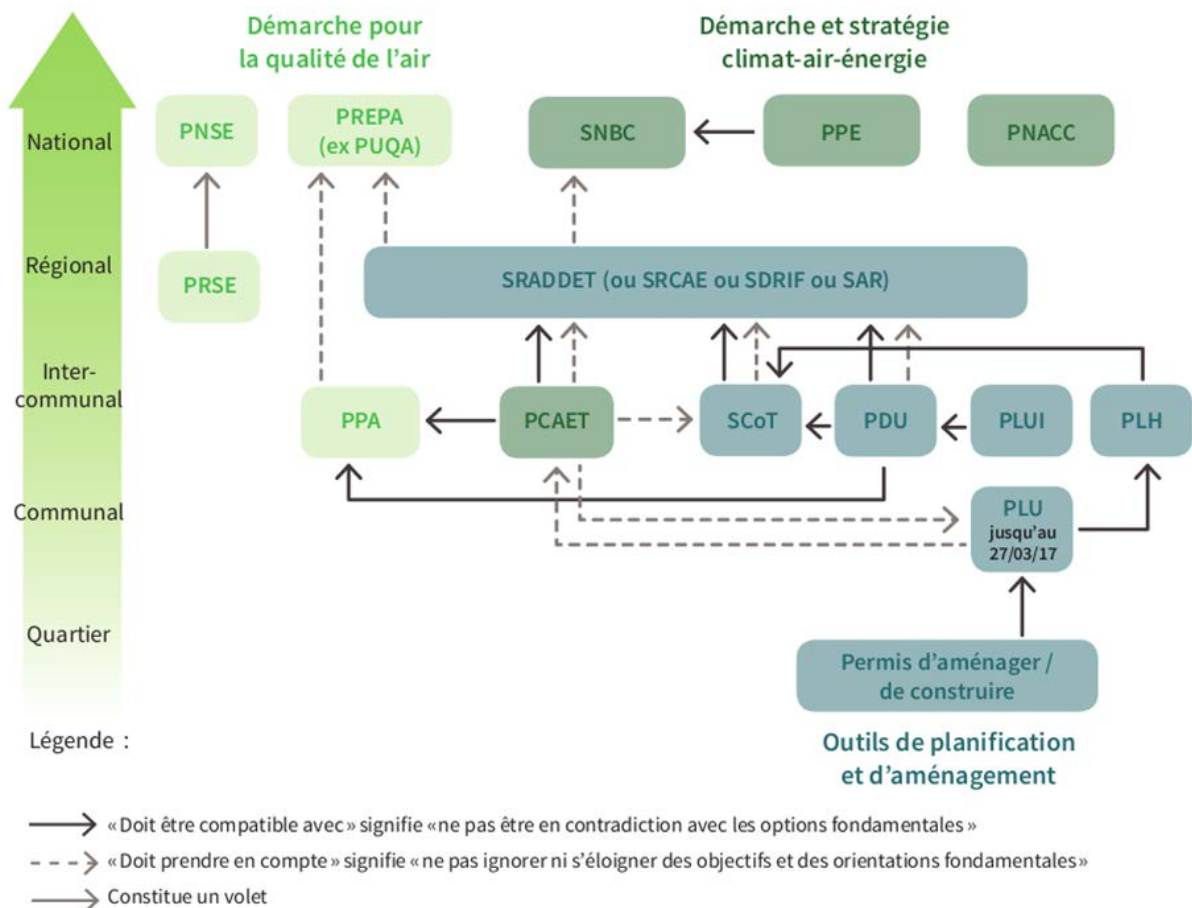 Démarche pour
la qualité de l’air
Démarche et stratégie
climat-air-énergie
National
PNSE
PREPA
(ex PUQA)
SNBC
PPE
PNACC
Régional
PRSE
SRADDET (ou SRCAE ou SDRIF ou SAR)
Inter-
communal
PPA
PCAET
SCoT
PDU
PLUI
PLH
Communal
PLU
jusqu’au
27/03/17
Quartier
Permis d’aménager /
de construire
Légende :
Outils de planification
et d’aménagement
«Doit être compatible avec» signifie «ne pas être en contradiction avec les options fondamentales»
«Doit prendre en compte» signifie «ne pas ignorer ni s’éloigner des objectifs et des orientations fondamentales»
Constitue un volet